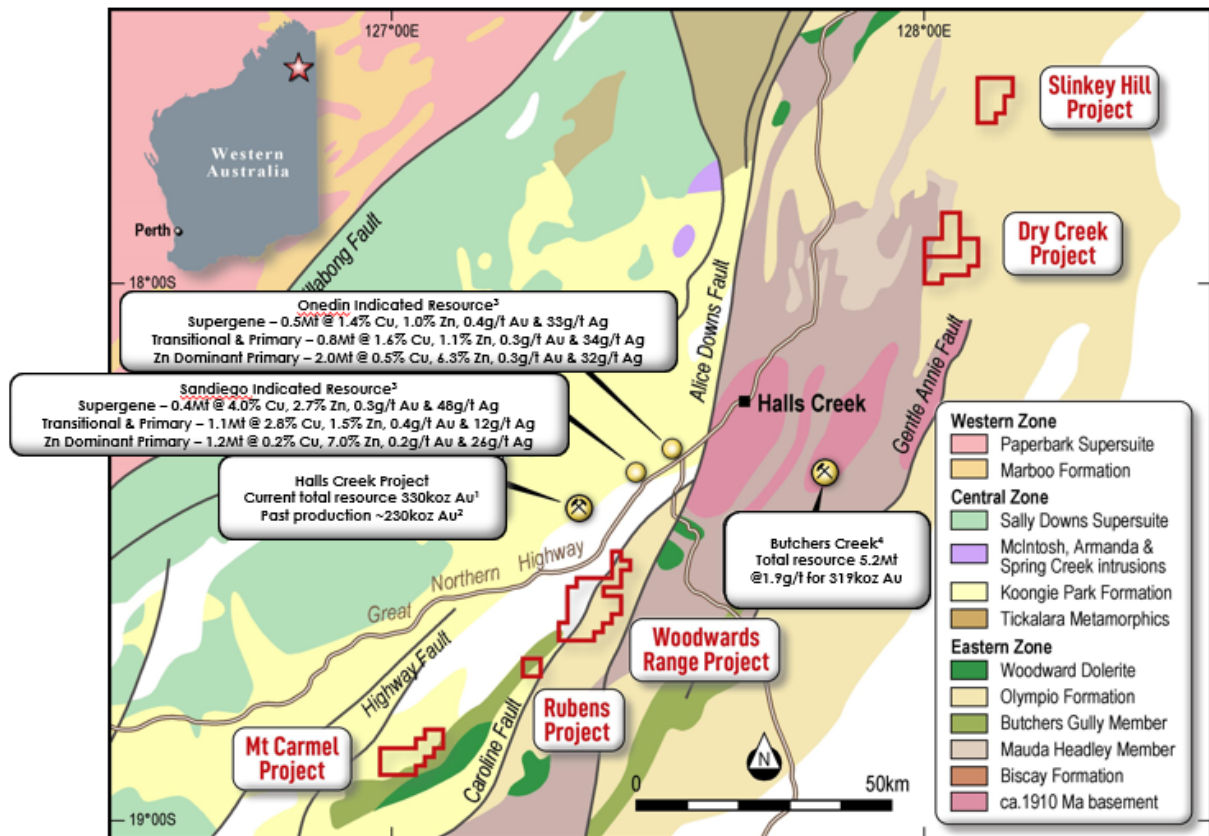 127°00E
128°00E
Western
Australia
Perth
18°00S
19°00S
Slinkey Hill
Project
Dry Creek
Project
illabong Fault
Onedin Indicated Resource³
Supergene – 0.5Mt @ 1.4% Cu, 1.0% Zn, 0.4g/t Au & 33g/t Ag
Transitional & Primary – 0.8Mt @ 1.6% Cu, 1.1% Zn, 0.3g/t Au & 34g/t Ag
Zn Dominant Primary – 2.0Mt @ 0.5% Cu, 6.3% Zn, 0.3g/t Au & 32g/t Ag
Sandiego Indicated Resource³
Supergene – 0.4Mt @ 4.0% Cu, 2.7% Zn, 0.3g/t Au & 48g/t Ag
Transitional & Primary – 1.1Mt @ 2.8% Cu, 1.5% Zn, 0.4g/t Au & 12g/t Ag
Zn Dominant Primary – 1.2Mt @ 0.2% Cu, 7.0% Zn, 0.2g/t Au & 26g/t Ag
Halls Creek Project
Current total resource 330koz Au¹
Past production ~230koz Au²
Alice Downs Fault
Halls Creek
Gentle Annie Fault
Butchers Creek⁴
Total resource 5.2Mt
@1.9g/t for 319koz Au
Great Northern Highway
Highway Fault
Caroline Fault
Woodwards
Range Project
Rubens
Project
Mt Carmel
Project
N
0
50km
Western Zone
Paperbark Supersuite
Marboo Formation
Central Zone
Sally Downs Supersuite
McIntosh, Armanda &
Spring Creek intrusions
Koongie Park Formation
Tickalara Metamorphics
Eastern Zone
Woodward Dolerite
Olympio Formation
Butchers Gully Member
Mauda Headley Member
Biscay Formation
ca.1910 Ma basement